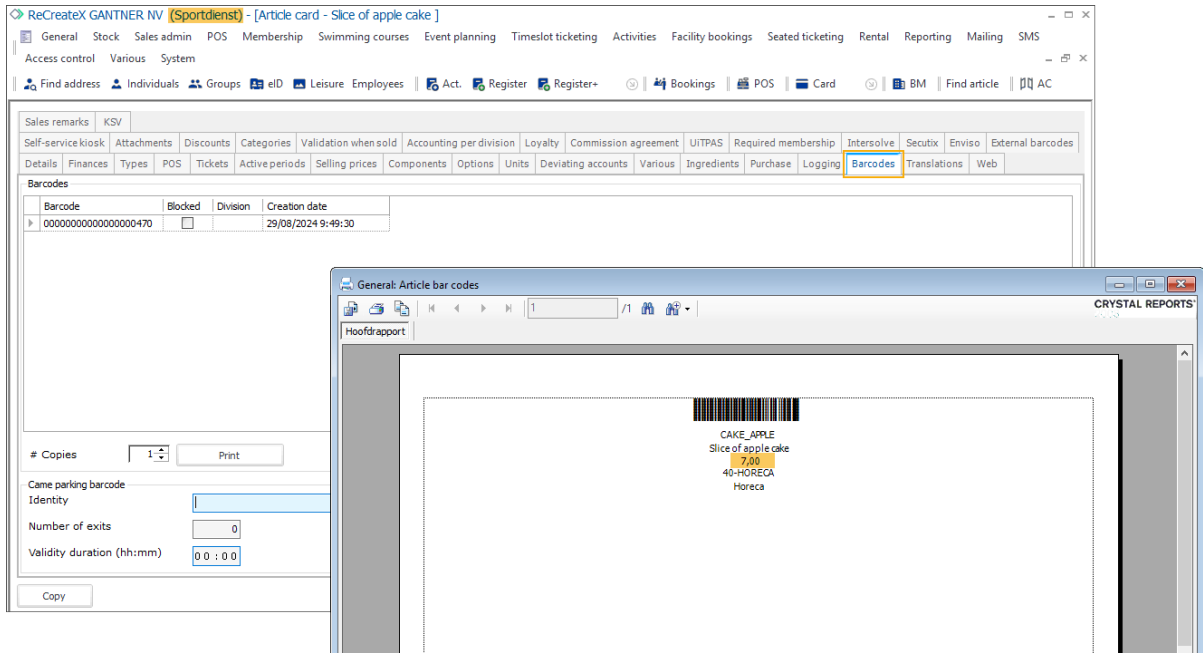 ReCreateX GANTNER NV (Sportdienst) - [Article card - Slice of apple cake ]
General Stock Sales admin POS Membership Swimming courses Event planning Timeslot ticketing Activities Facility bookings Seated ticketing Rental Reporting Mailing SMS
Access control Various System
Find address Individuals Groups eID Leisure Employees Act. Register Register+ Bookings POS Card BM Find article AC
Sales remarks KSV
Self-service kiosk Attachments Discounts Categories Validation when sold Accounting per division Loyalty Commission agreement UiTPAS Required membership Intersolve Secutix Enviso External barcodes
Details Finances Types POS Tickets Active periods Selling prices Components Options Units Deviating accounts Various Ingredients Purchase Logging Barcodes Translations Web
Barcodes
Barcode Blocked Division Creation date
00000000000000000470 29/08/2024 9:49:30
# Copies 1 Print
Came parking barcode
Identity
Number of exits 0
Validity duration (hh:mm) 00:00
Copy
General: Article bar codes
1 /1
CRYSTAL REPORTS
Hoofdrapport
CAKE_APPLE
Slice of apple cake
7,00
40-HORECA
Horeca